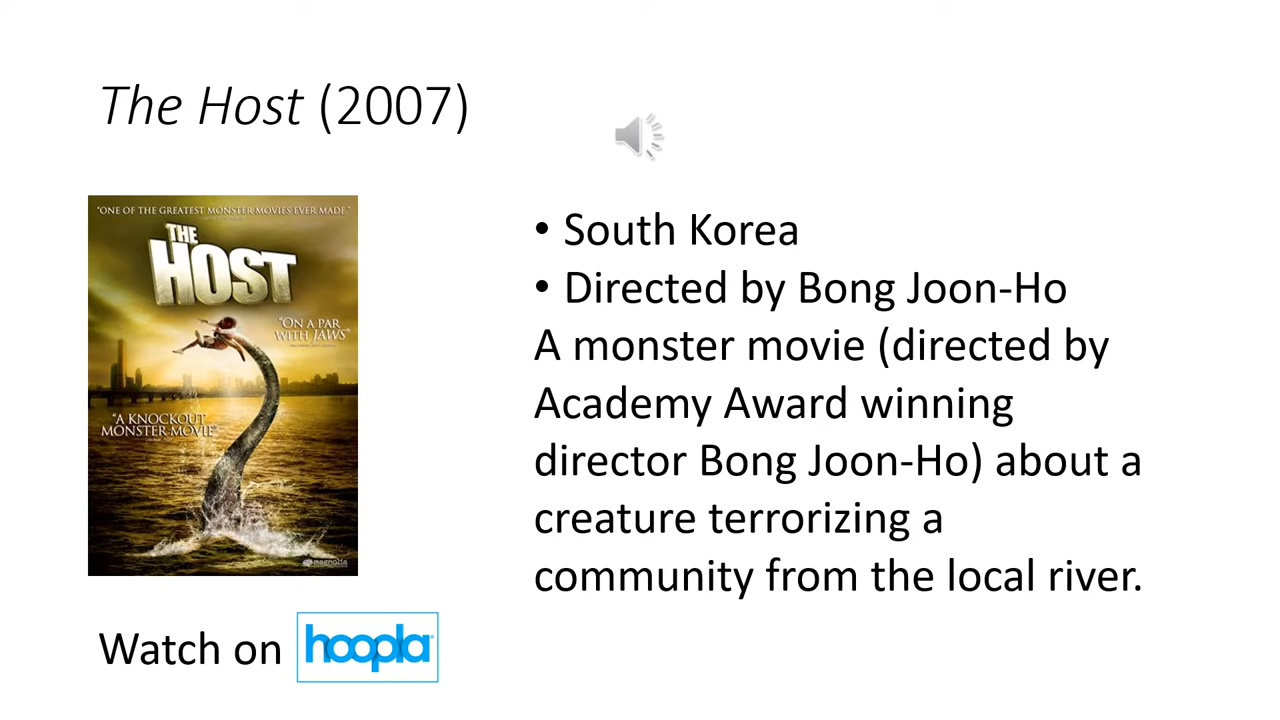 The Host (2007)
"ONE OF THE GREATEST MONSTER MOVIES EVER MADE."
THE
HOST
"ON A PAR
WITH JAWS"
"A KNOCKOUT
MONSTER MOVIE"
magnolia
Watch on hoopla
• South Korea
• Directed by Bong Joon-Ho
A monster movie (directed by
Academy Award winning
director Bong Joon-Ho) about a
creature terrorizing a
community from the local river.